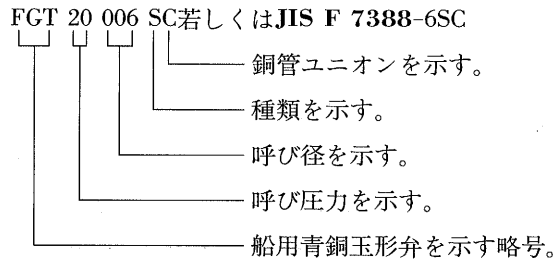 FGT 20 006 SC若しくはJIS F 7388-6SC
銅管ユニオンを示す。
種類を示す。
呼び径を示す。
呼び圧力を示す。
船用青銅玉形弁を示す略号。